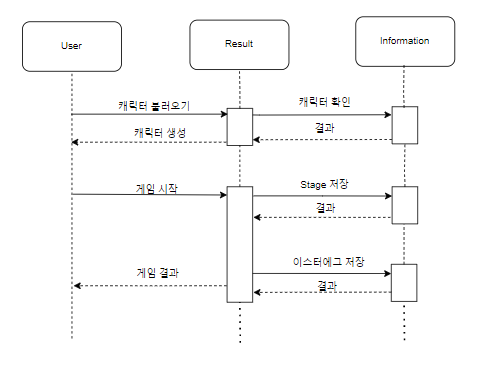 User
Result
Information
캐릭터 불러오기
캐릭터 확인
캐릭터 생성
결과
게임 시작
Stage 저장
결과
이스터에그 저장
게임 결과
결과